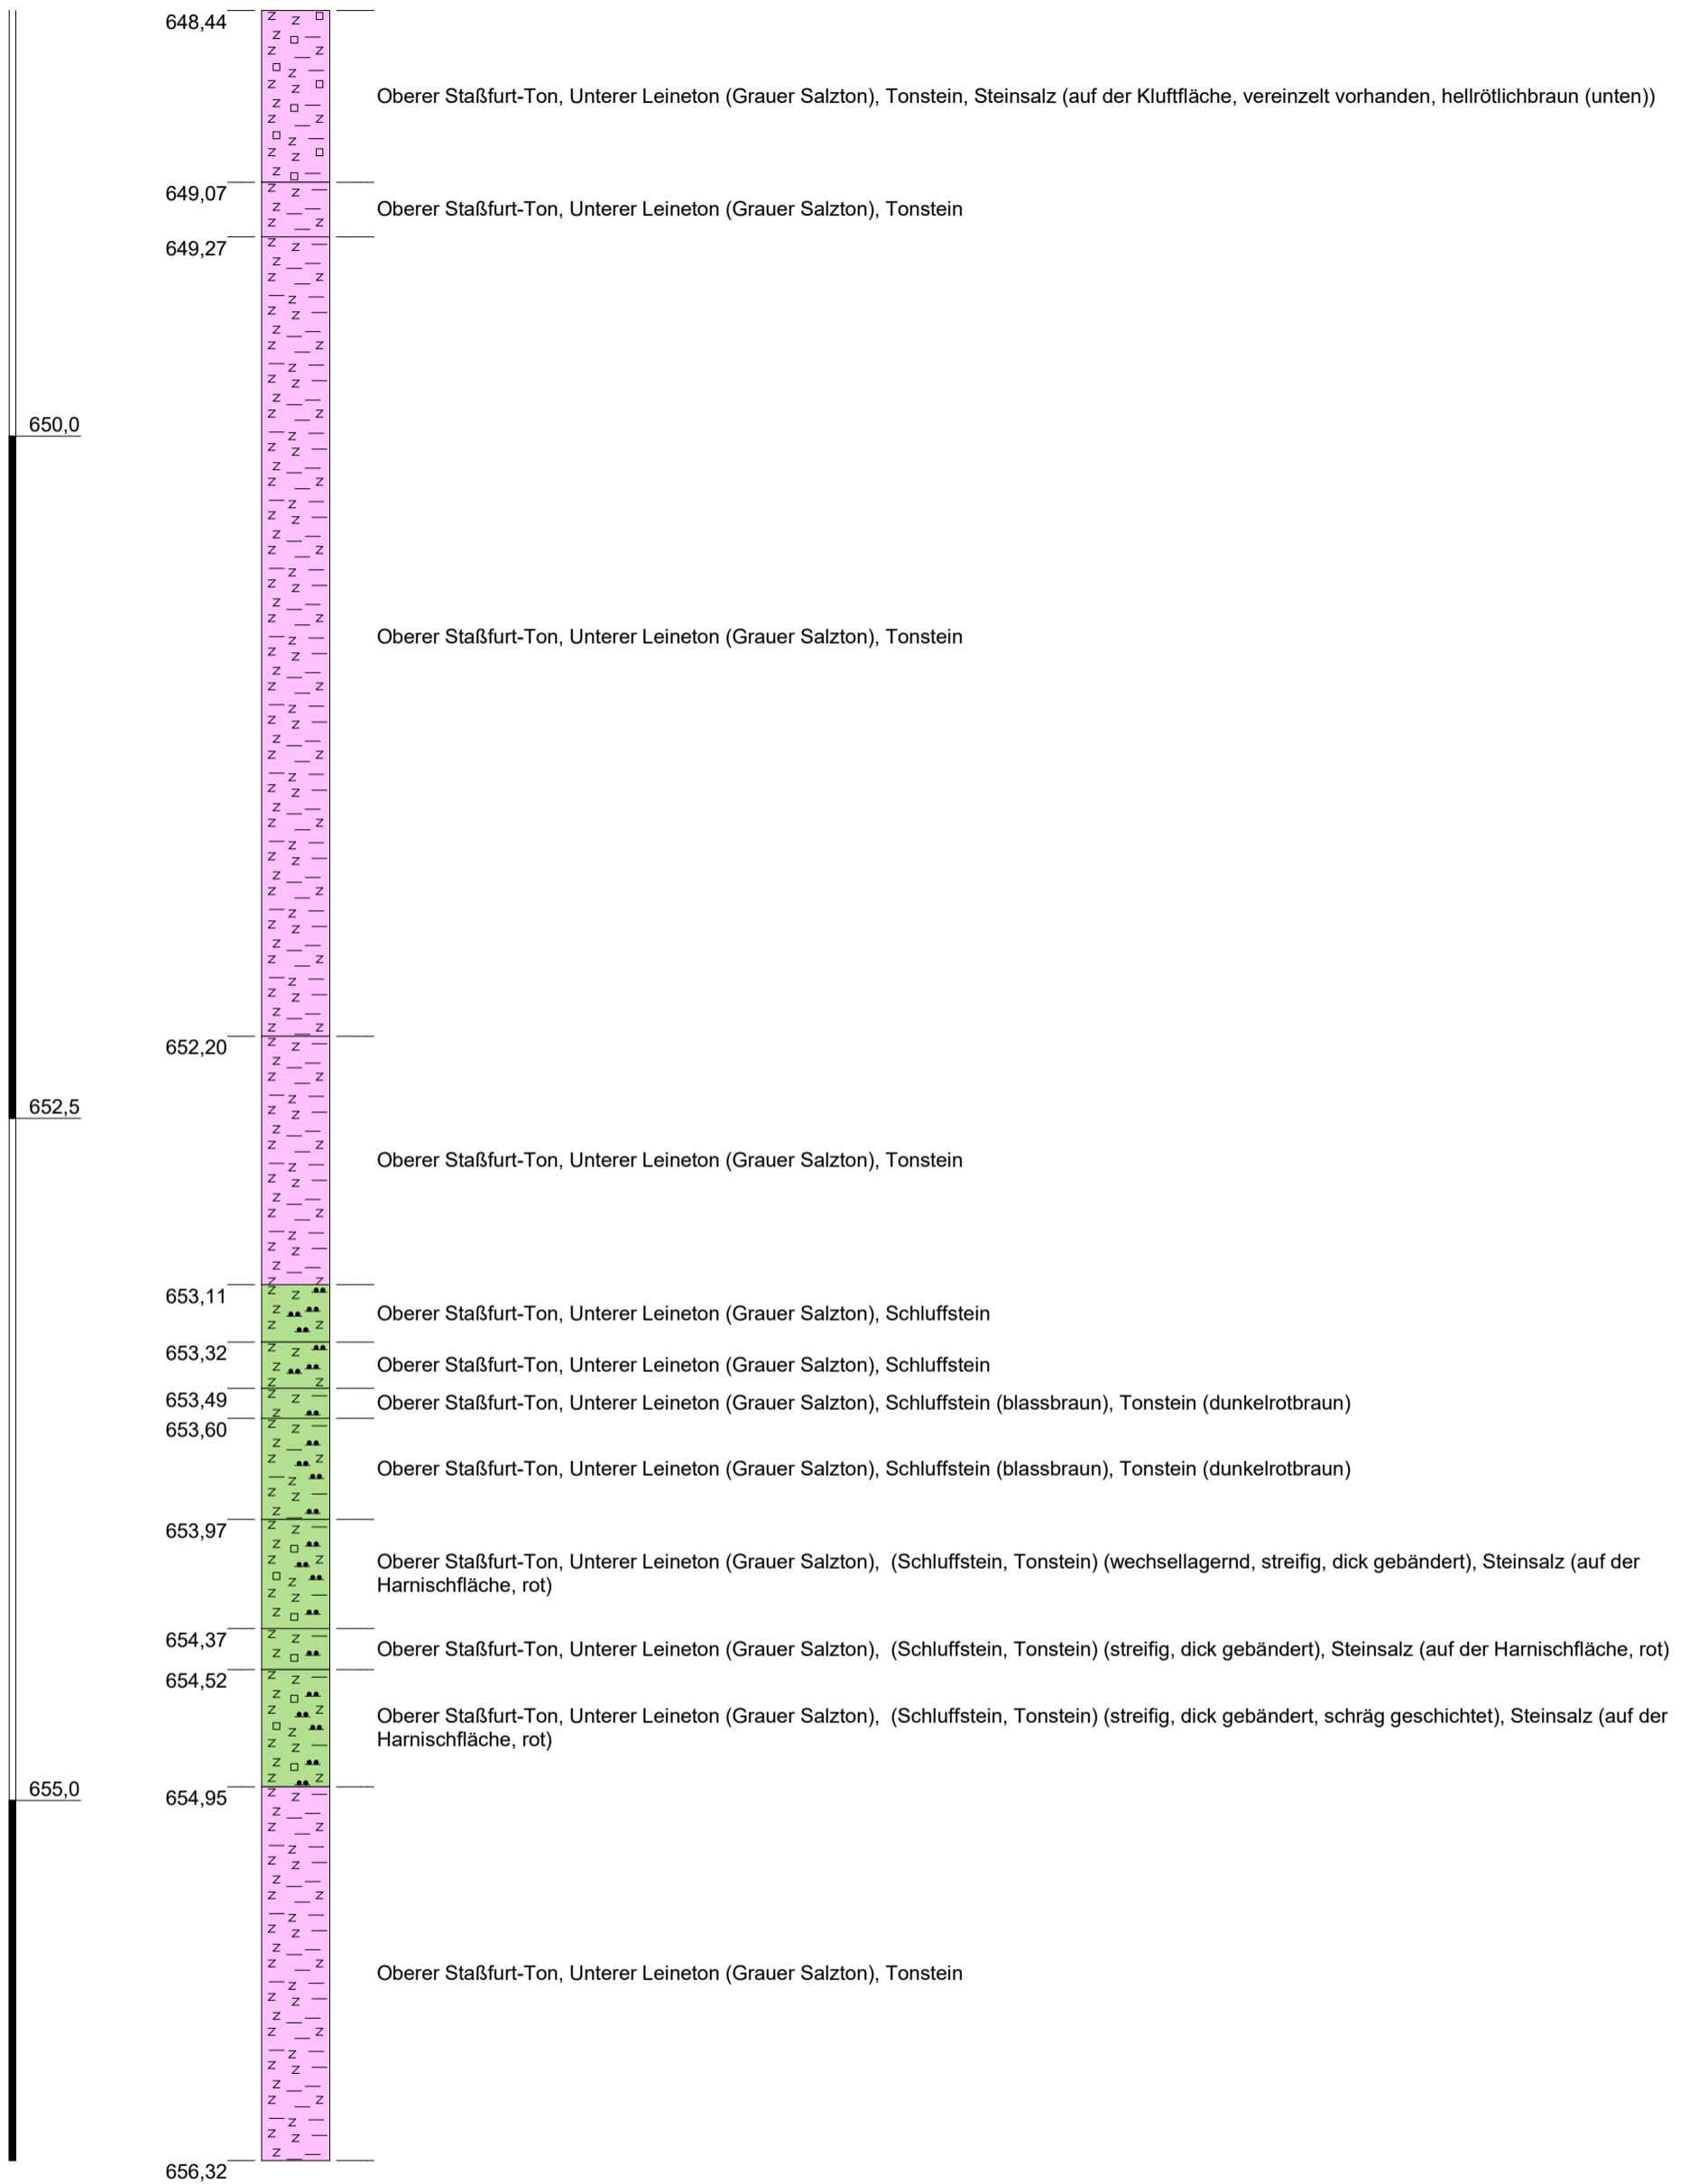 648,44
Oberer Staßfurt-Ton, Unterer Leineton (Grauer Salzton), Tonstein, Steinsalz (auf der Kluftfläche, vereinzelt vorhanden, hellrötlichbraun (unten))
649,07
Oberer Staßfurt-Ton, Unterer Leineton (Grauer Salzton), Tonstein
649,27
650,0
Oberer Staßfurt-Ton, Unterer Leineton (Grauer Salzton), Tonstein
652,20
652,5
Oberer Staßfurt-Ton, Unterer Leineton (Grauer Salzton), Tonstein
653,11
Oberer Staßfurt-Ton, Unterer Leineton (Grauer Salzton), Schluffstein
653,32
Oberer Staßfurt-Ton, Unterer Leineton (Grauer Salzton), Schluffstein
653,49
Oberer Staßfurt-Ton, Unterer Leineton (Grauer Salzton), Schluffstein (blassbraun), Tonstein (dunkelrotbraun)
653,60
Oberer Staßfurt-Ton, Unterer Leineton (Grauer Salzton), Schluffstein (blassbraun), Tonstein (dunkelrotbraun)
653,97
Oberer Staßfurt-Ton, Unterer Leineton (Grauer Salzton),  (Schluffstein, Tonstein) (wechsellagernd, streifig, dick gebändert), Steinsalz (auf der
Harnischfläche, rot)
654,37
Oberer Staßfurt-Ton, Unterer Leineton (Grauer Salzton),  (Schluffstein, Tonstein) (streifig, dick gebändert), Steinsalz (auf der Harnischfläche, rot)
654,52
Oberer Staßfurt-Ton, Unterer Leineton (Grauer Salzton),  (Schluffstein, Tonstein) (streifig, dick gebändert, schräg geschichtet), Steinsalz (auf der
Harnischfläche, rot)
655,0
654,95
Oberer Staßfurt-Ton, Unterer Leineton (Grauer Salzton), Tonstein
656,32